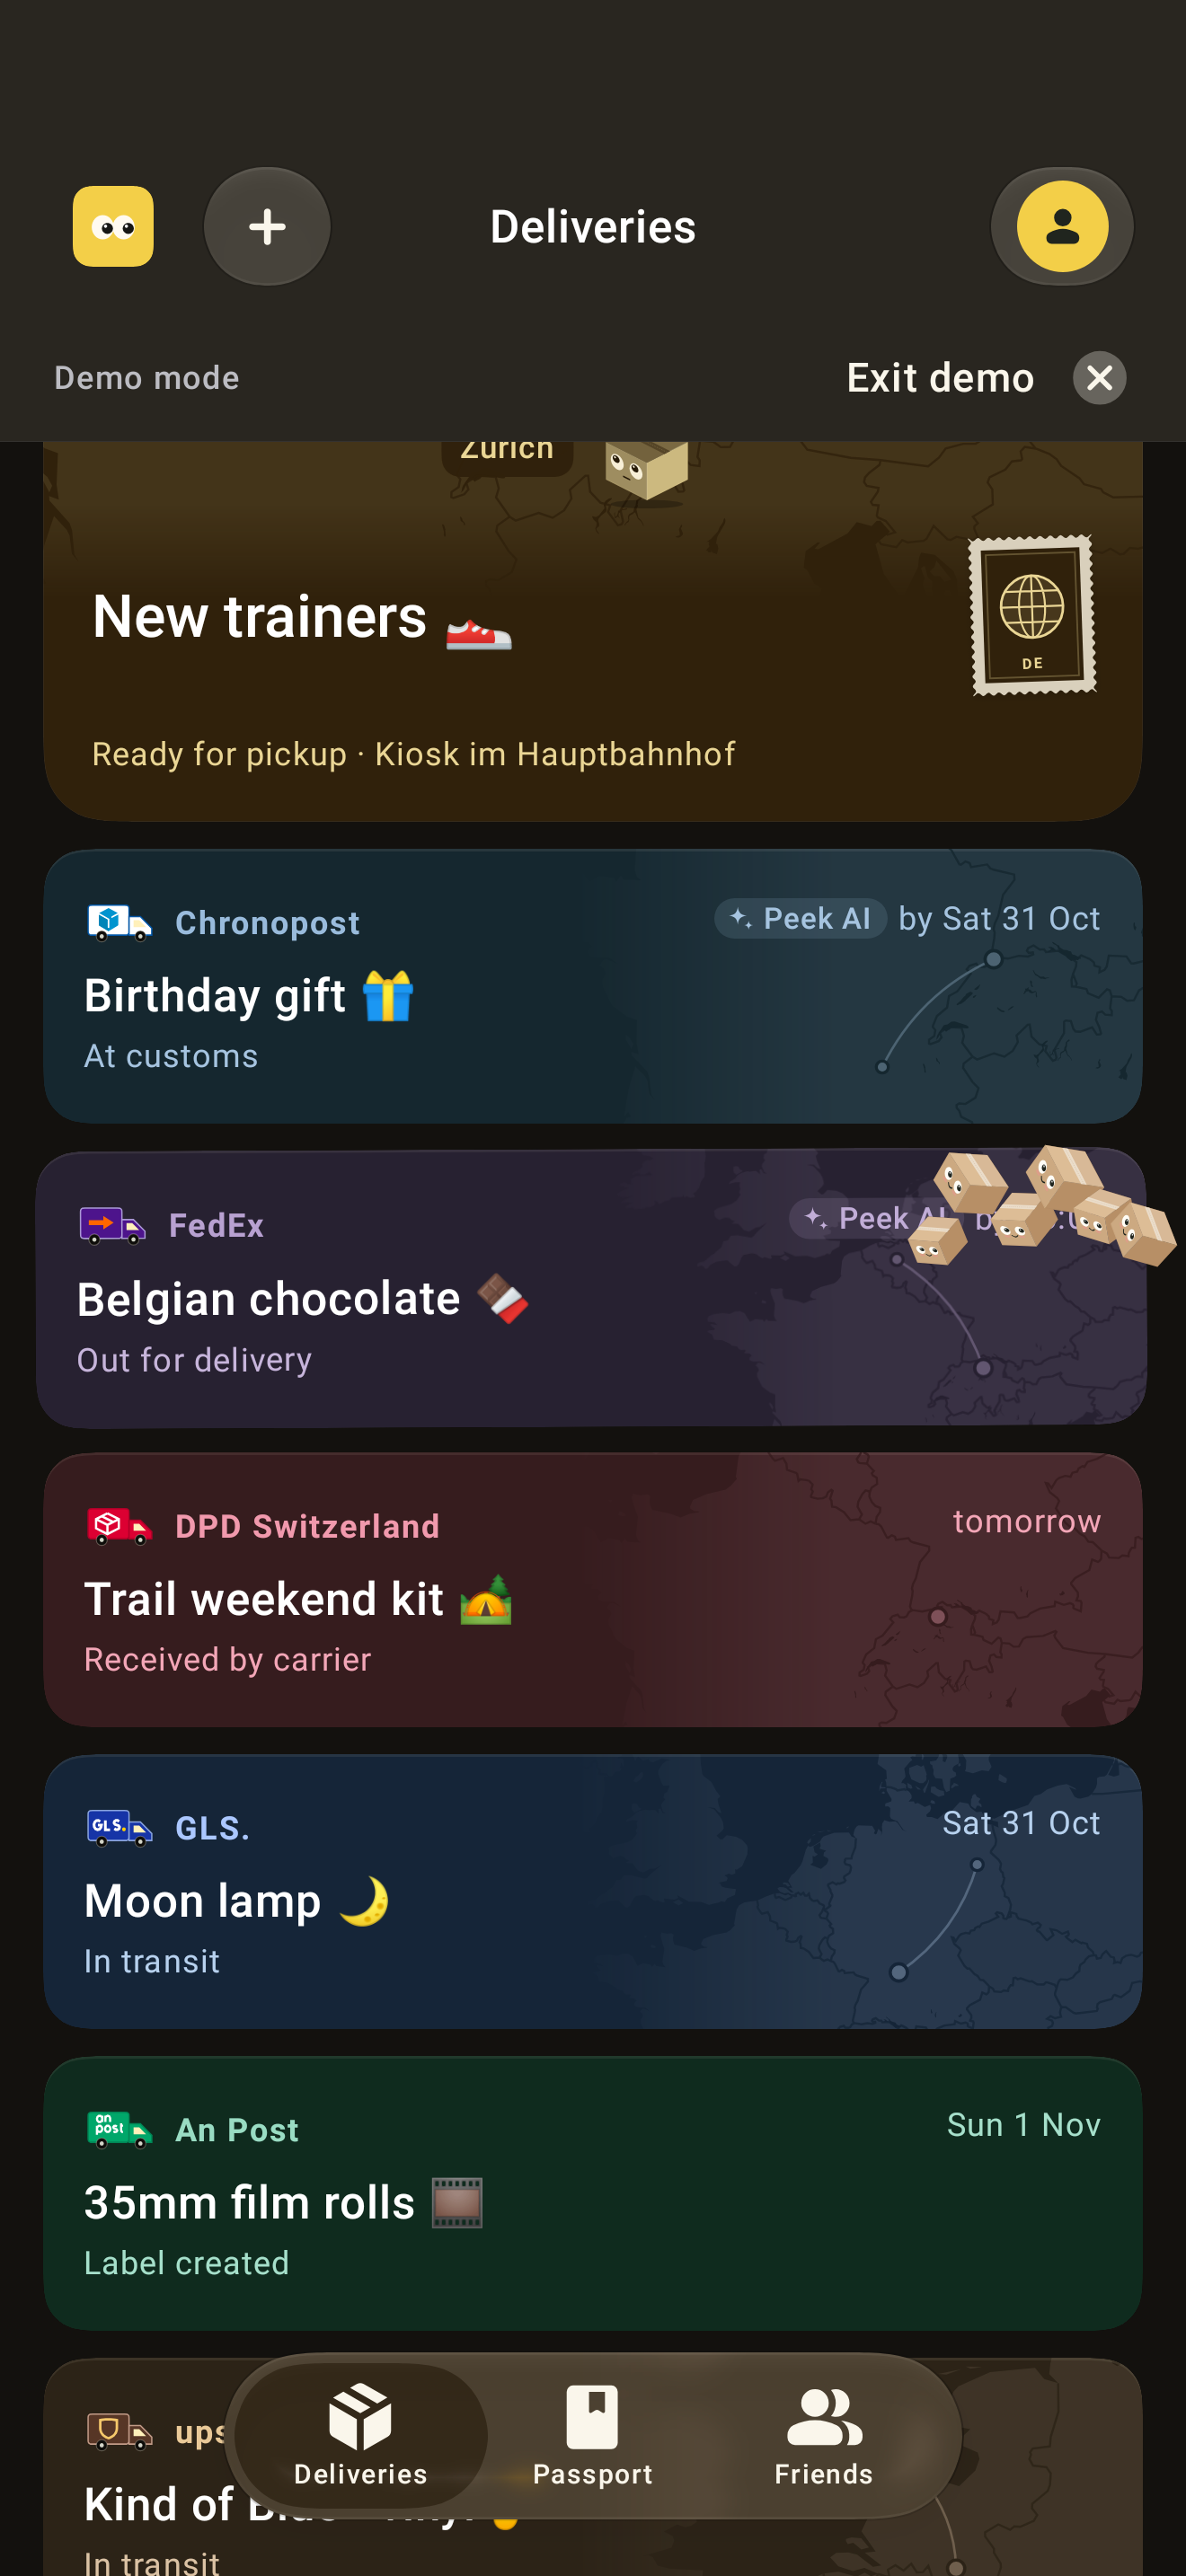 Deliveries
Demo mode
Exit demo
Zurich
New trainers
DE
Ready for pickup · Kiosk im Hauptbahnhof
Chronopost
Peek AI by Sat 31 Oct
Birthday gift
At customs
FedEx
Peek AI
Belgian chocolate
Out for delivery
DPD Switzerland
tomorrow
Trail weekend kit
Received by carrier
GLS.
GLS.
Sat 31 Oct
Moon lamp
In transit
an post
An Post
Sun 1 Nov
35mm film rolls
Label created
ups
Kind of
In transit
Deliveries
Passport
Friends